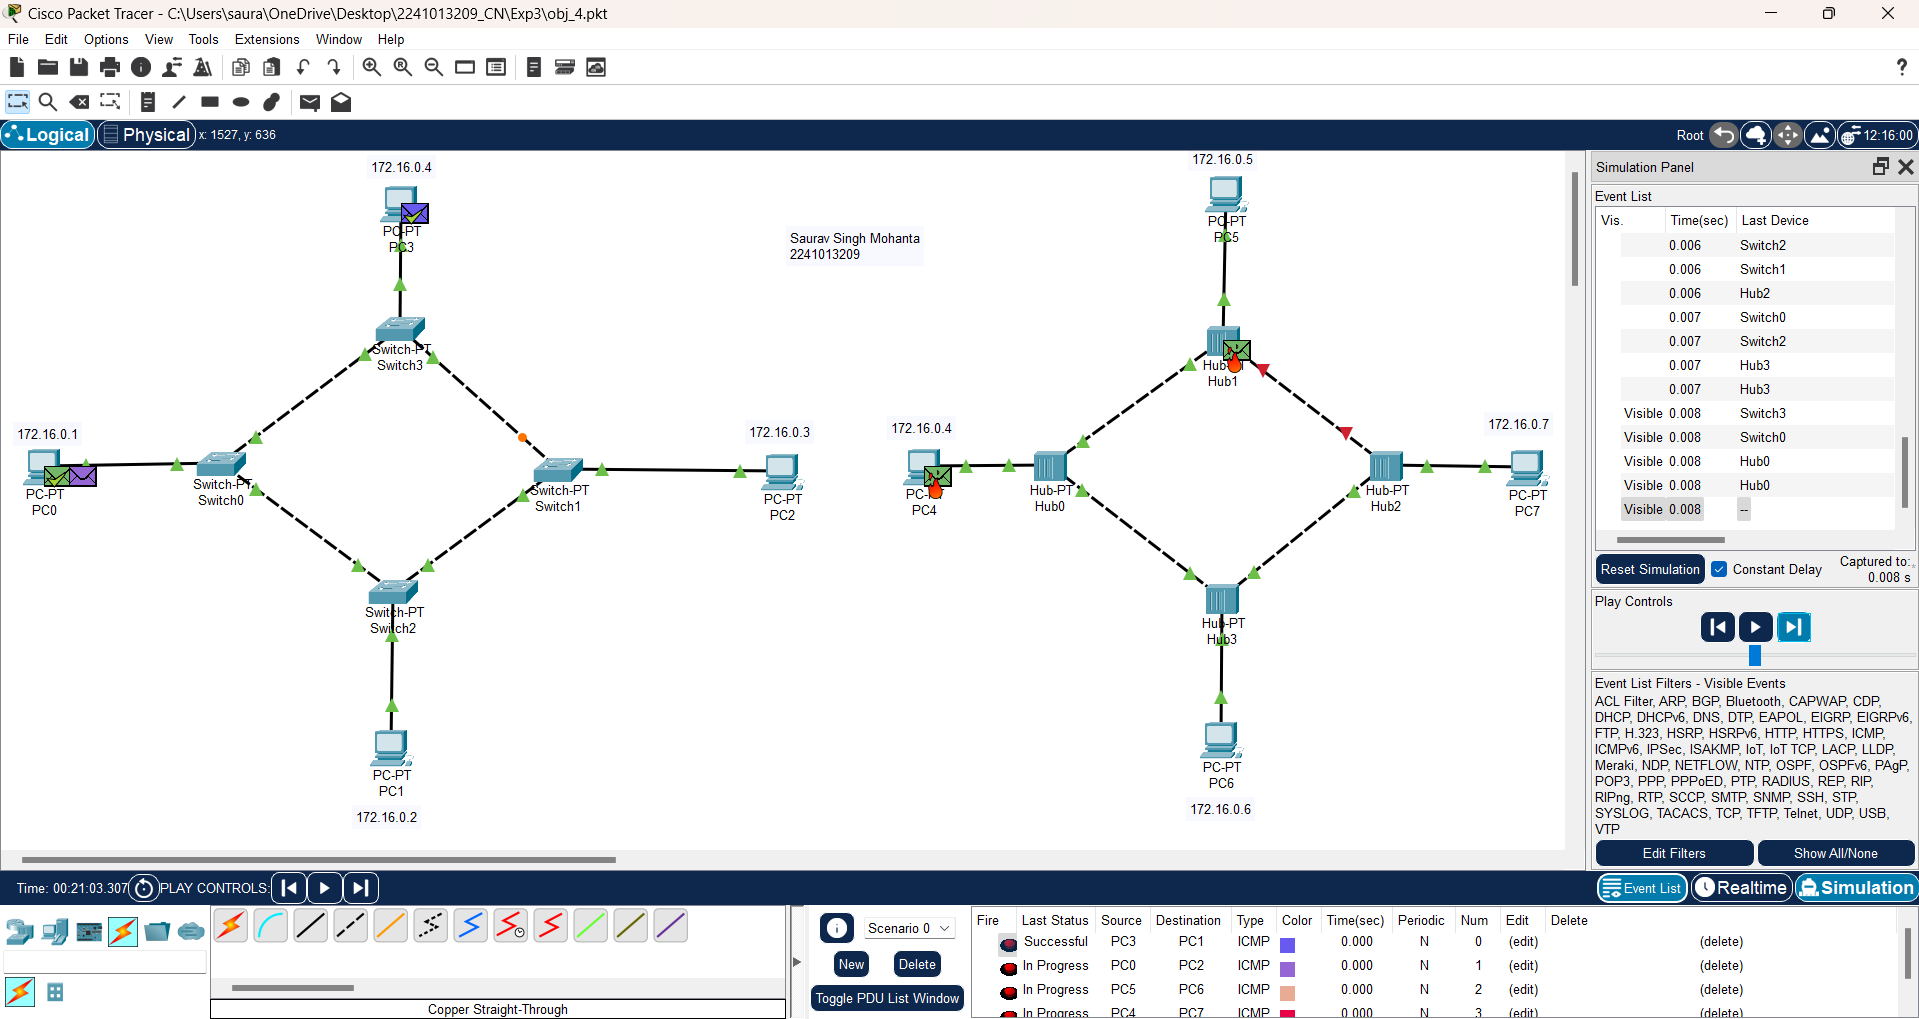 Cisco Packet Tracer - C:\Users\saura\OneDrive\Desktop\2241013209_CN\Exp3\obj_4.pkt
File Edit Options View Tools Extensions Window Help
?
Logical Physical x: 1527, y: 636 Root 12:16:00
172.16.0.4
PC-PT
PC3
Switch-PT
Switch3
172.16.0.1
PC-PT
PC0
Switch-PT
Switch0
172.16.0.3
PC-PT
PC2
Switch-PT
Switch1
Switch-PT
Switch2
PC-PT
PC1
172.16.0.2
Saurav Singh Mohanta
2241013209
172.16.0.5
PC-PT
PC5
Hub-PT
Hub1
172.16.0.4
PC-PT
PC4
Hub-PT
Hub0
172.16.0.7
Hub-PT
Hub2
PC-PT
PC7
Hub-PT
Hub3
PC-PT
PC6
172.16.0.6
Simulation Panel
Event List
Vis. Time(sec) Last Device
0.006 Switch2
0.006 Switch1
0.006 Hub2
0.007 Switch0
0.007 Switch2
0.007 Hub3
0.007 Hub3
Visible 0.008 Switch3
Visible 0.008 Switch0
Visible 0.008 Hub0
Visible 0.008 Hub0
Visible 0.008 --
Reset Simulation Constant Delay Captured to:
0.008 s
Play Controls
Event List Filters - Visible Events
ACL Filter, ARP, BGP, Bluetooth, CAPWAP, CDP,
DHCP, DHCPv6, DNS, DTP, EAPOL, EIGRP, EIGRPv6,
FTP, H.323, HSRP, HSRPv6, HTTP, HTTPS, ICMP,
ICMPv6, IPSec, ISAKMP, IoT, IoT TCP, LACP, LLDP,
Meraki, NDP, NETFLOW, NTP, OSPF, OSPFv6, PAgP,
POP3, PPP, PPPoED, PTP, RADIUS, REP, RIP,
RIPng, RTP, SCCP, SMTP, SNMP, SSH, STP,
SYSLOG, TACACS, TCP, TFTP, Telnet, UDP, USB,
VTP
Edit Filters Show All/None
Time: 00:21:03.307 PLAY CONTROLS: Event List Realtime Simulation
Copper Straight-Through
Scenario 0
New Delete
Toggle PDU List Window
Fire Last Status Source Destination Type Color Time(sec) Periodic Num Edit Delete
Successful PC3 PC1 ICMP 0.000 N 0 (edit) (delete)
In Progress PC0 PC2 ICMP 0.000 N 1 (edit) (delete)
In Progress PC5 PC6 ICMP 0.000 N 2 (edit) (delete)
In Progress PC4 PC7 ICMP 0.000 N 3 (edit) (delete)